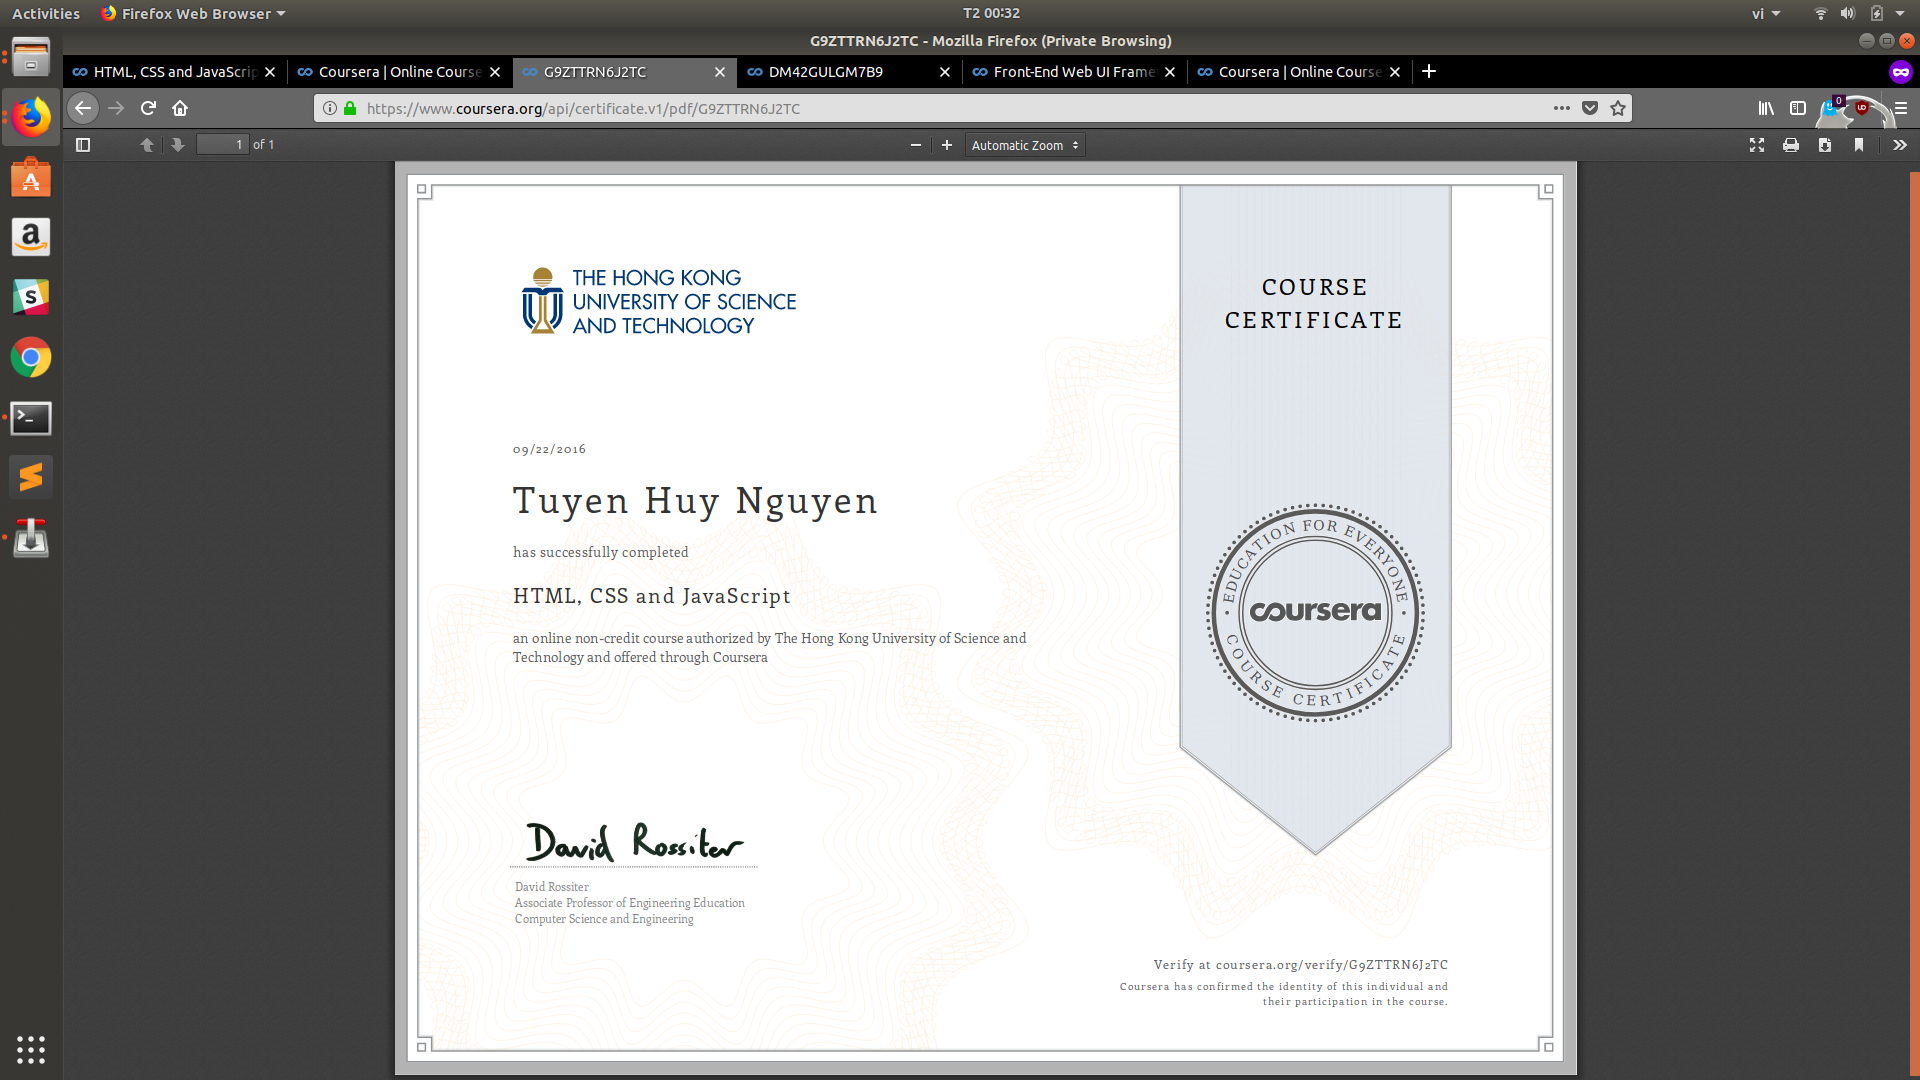 Activities
Firefox Web Browser
T2 00:32
vi
G9ZTTRN6J2TC - Mozilla Firefox (Private Browsing)
HTML, CSS and JavaScrip
Coursera | Online Course
G9ZTTRN6J2TC
DM42GULGM7B9
Front-End Web UI Frame
Coursera | Online Course
https://www.coursera.org/api/certificate.v1/pdf/G9ZTTRN6J2TC
0
1 of 1
Automatic Zoom
THE HONG KONG
UNIVERSITY OF SCIENCE
AND TECHNOLOGY
COURSE
CERTIFICATE
09/22/2016
Tuyen Huy Nguyen
has successfully completed
HTML, CSS and JavaScript
an online non-credit course authorized by The Hong Kong University of Science and
Technology and offered through Coursera
EDUCATION FOR EVERYONE
coursera
COURSE CERTIFICATE
David Rossiter
David Rossiter
Associate Professor of Engineering Education
Computer Science and Engineering
Verify at coursera.org/verify/G9ZTTRN6J2TC
Coursera has confirmed the identity of this individual and
their participation in the course.